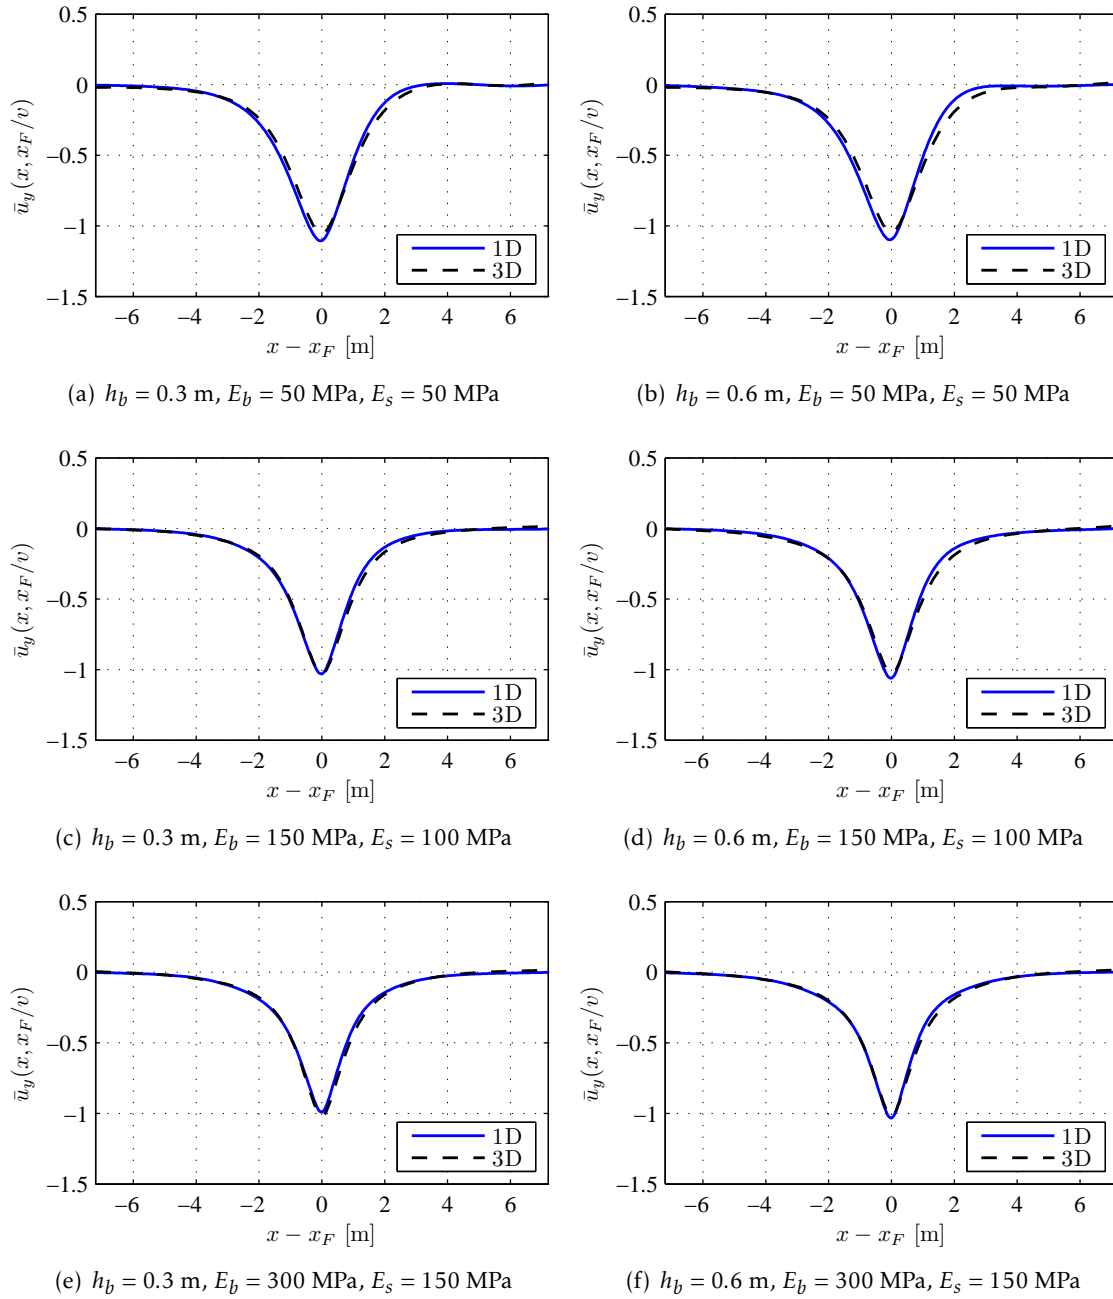 0.5
0
−0.5
−1
−1.5
ū_y(x, x_F/v)
1D
3D
−6 −4 −2 0 2 4 6
x − x_F [m]
(a) h_b = 0.3 m, E_b = 50 MPa, E_s = 50 MPa
0.5
0
−0.5
−1
−1.5
ū_y(x, x_F/v)
1D
3D
−6 −4 −2 0 2 4 6
x − x_F [m]
(b) h_b = 0.6 m, E_b = 50 MPa, E_s = 50 MPa
0.5
0
−0.5
−1
−1.5
ū_y(x, x_F/v)
1D
3D
−6 −4 −2 0 2 4 6
x − x_F [m]
(c) h_b = 0.3 m, E_b = 150 MPa, E_s = 100 MPa
0.5
0
−0.5
−1
−1.5
ū_y(x, x_F/v)
1D
3D
−6 −4 −2 0 2 4 6
x − x_F [m]
(d) h_b = 0.6 m, E_b = 150 MPa, E_s = 100 MPa
0.5
0
−0.5
−1
−1.5
ū_y(x, x_F/v)
1D
3D
−6 −4 −2 0 2 4 6
x − x_F [m]
(e) h_b = 0.3 m, E_b = 300 MPa, E_s = 150 MPa
0.5
0
−0.5
−1
−1.5
ū_y(x, x_F/v)
1D
3D
−6 −4 −2 0 2 4 6
x − x_F [m]
(f) h_b = 0.6 m, E_b = 300 MPa, E_s = 150 MPa